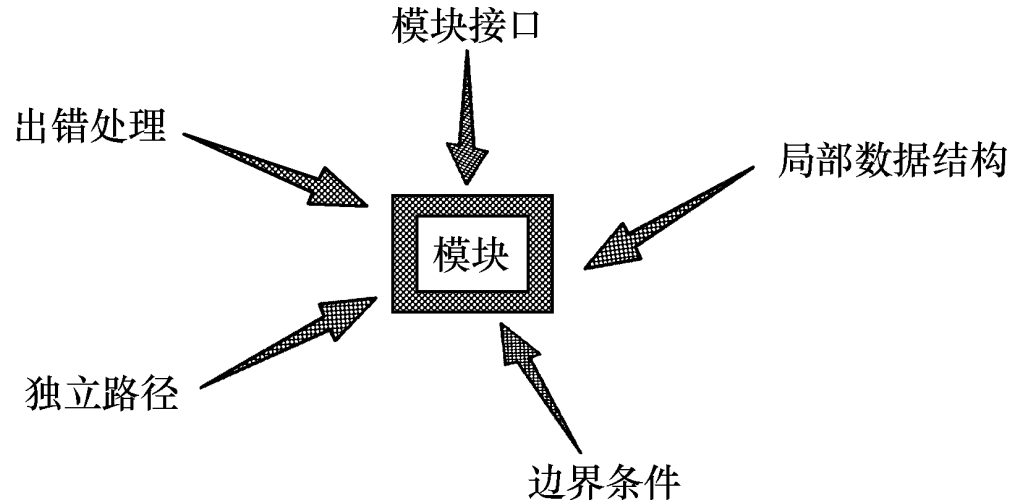 模块接口
出错处理
局部数据结构
模块
独立路径
边界条件